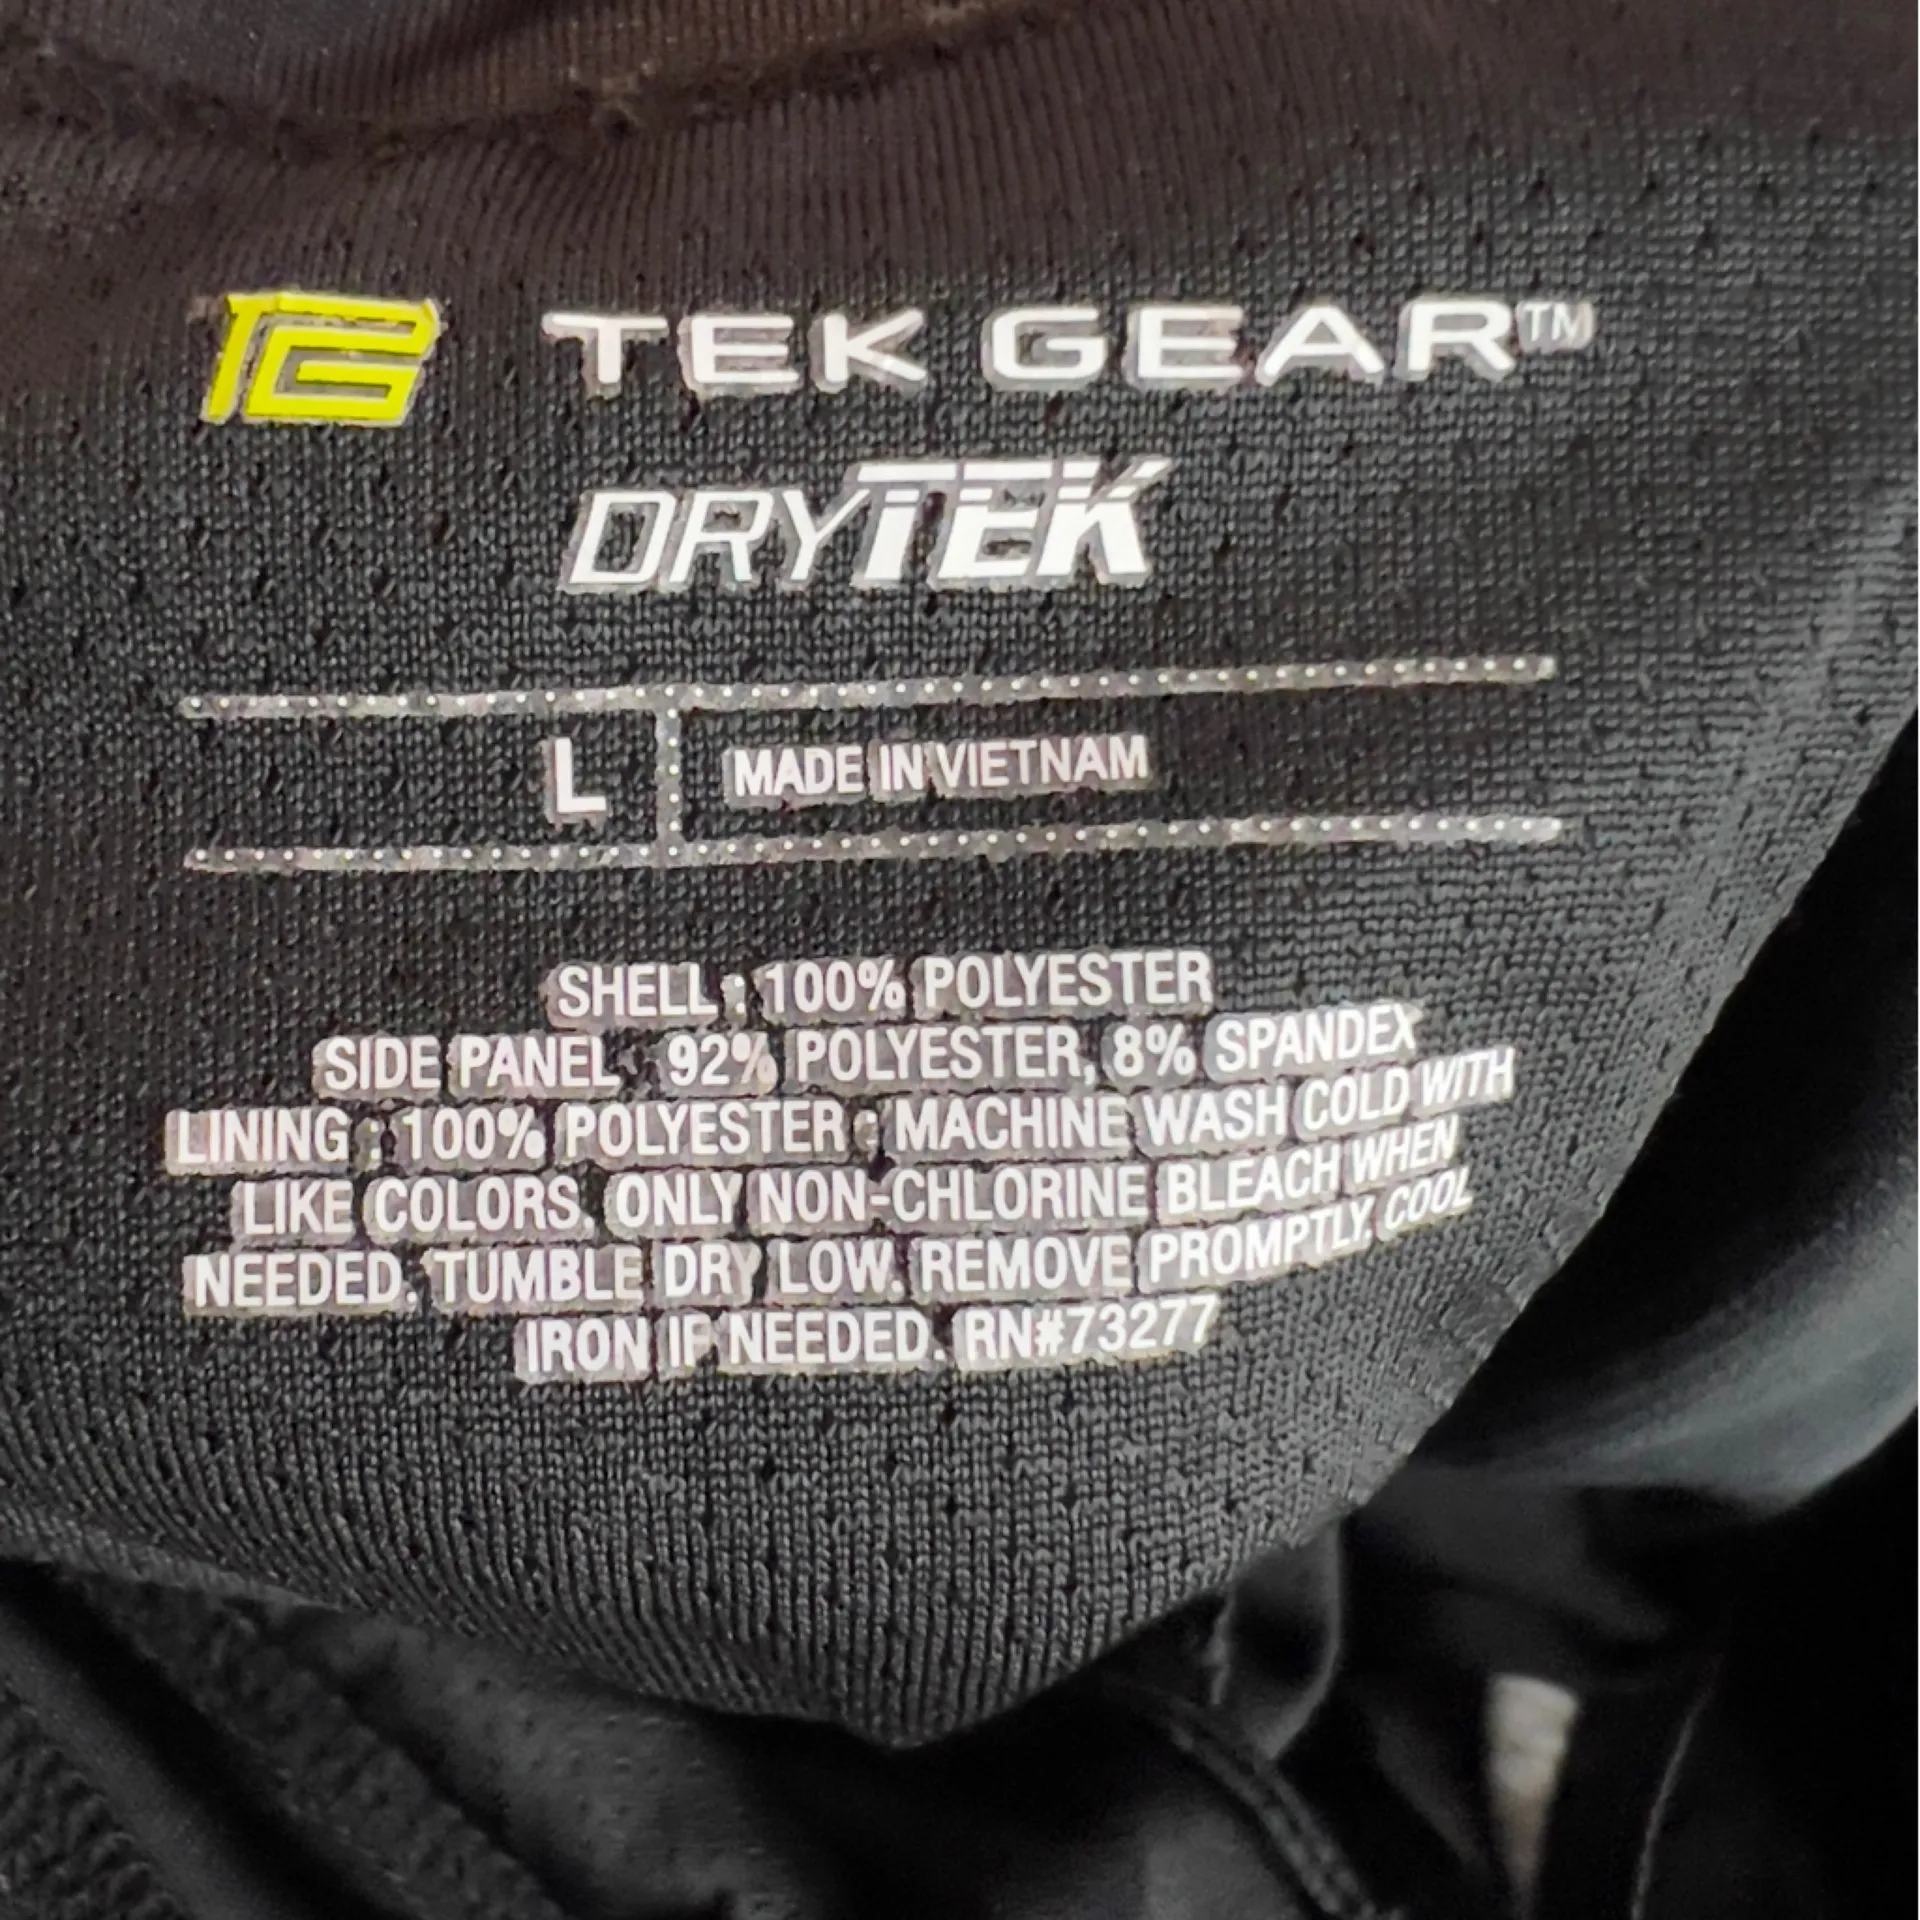 TEK GEAR™
DRYTEK
L MADE IN VIETNAM
SHELL : 100% POLYESTER
SIDE PANEL : 92% POLYESTER, 8% SPANDEX
LINING : 100% POLYESTER : MACHINE WASH COLD WITH
LIKE COLORS. ONLY NON-CHLORINE BLEACH WHEN
NEEDED. TUMBLE DRY LOW. REMOVE PROMPTLY. COOL
IRON IF NEEDED. RN#73277